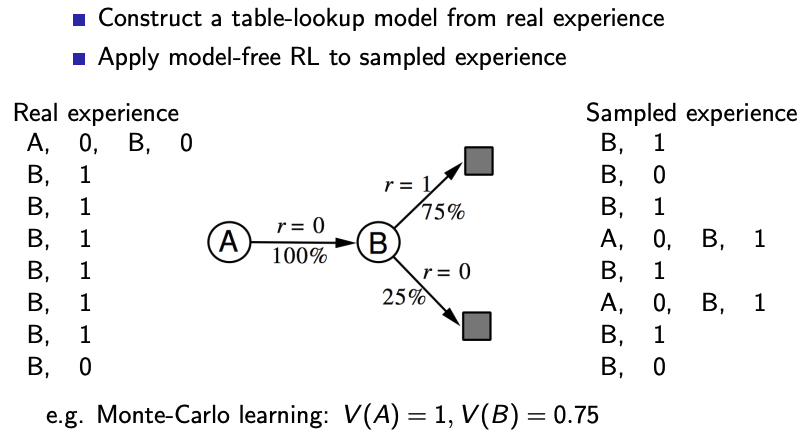 Construct a table-lookup model from real experience
Apply model-free RL to sampled experience
Real experience
A, 0, B, 0
B, 1
B, 1
B, 1
B, 1
B, 1
B, 1
B, 0
A
r = 0
100%
B
r = 1
75%
r = 0
25%
Sampled experience
B, 1
B, 0
B, 1
A, 0, B, 1
B, 1
A, 0, B, 1
B, 1
B, 0
e.g. Monte-Carlo learning: V(A) = 1, V(B) = 0.75